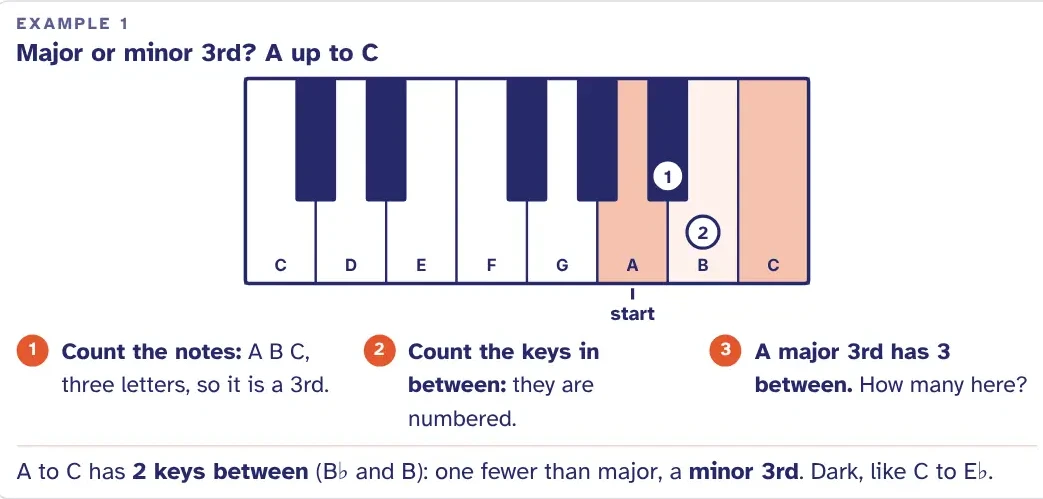 EXAMPLE 1
Major or minor 3rd? A up to C
1
2
C D E F G A B C
start
1 Count the notes: A B C,
three letters, so it is a 3rd.
2 Count the keys in
between: they are
numbered.
3 A major 3rd has 3
between. How many here?
A to C has 2 keys between (B♭ and B): one fewer than major, a minor 3rd. Dark, like C to E♭.